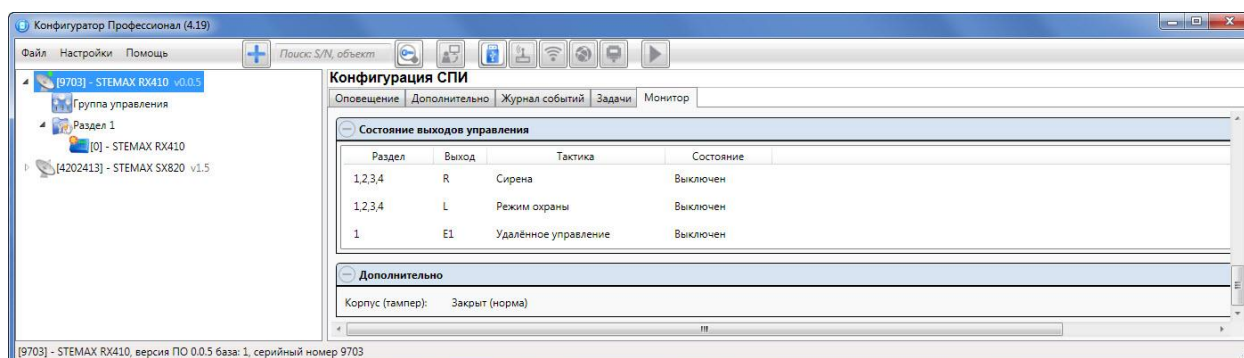 Конфигуратор Профессионал (4.19)
Файл Настройки Помощь Поиск: S/N, объект
[9703] - STEMAX RX410 v0.0.5
Группа управления
Раздел 1
[0] - STEMAX RX410
[4202413] - STEMAX SX820 v1.5
Конфигурация СПИ
Оповещение Дополнительно Журнал событий Задачи Монитор
Состояние выходов управления
Раздел Выход Тактика Состояние
1,2,3,4 R Сирена Выключен
1,2,3,4 L Режим охраны Выключен
1 E1 Удалённое управление Выключен
Дополнительно
Корпус (тампер): Закрыт (норма)
[9703] - STEMAX RX410, версия ПО 0.0.5 база: 1, серийный номер 9703